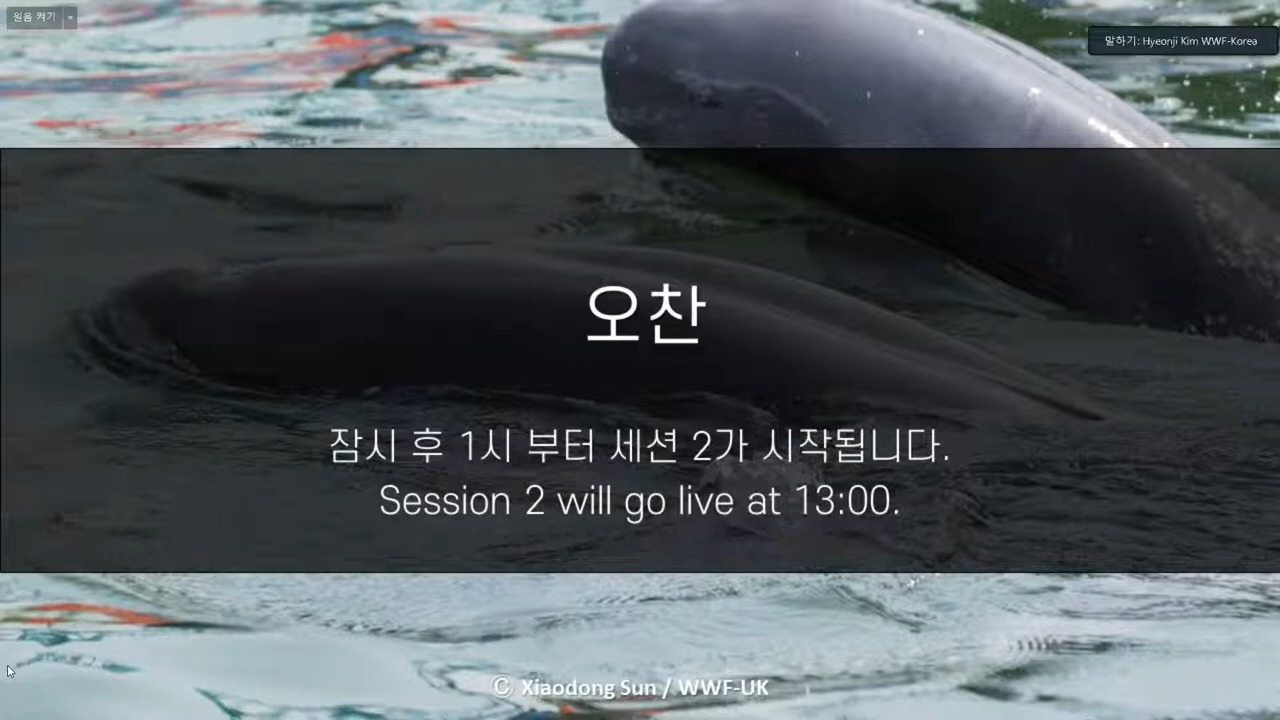 원음 켜기
말하기: Hyeonji Kim WWF-Korea
오찬
잠시 후 1시 부터 세션 2가 시작됩니다.
Session 2 will go live at 13:00.
© Xiaodong Sun / WWF-UK